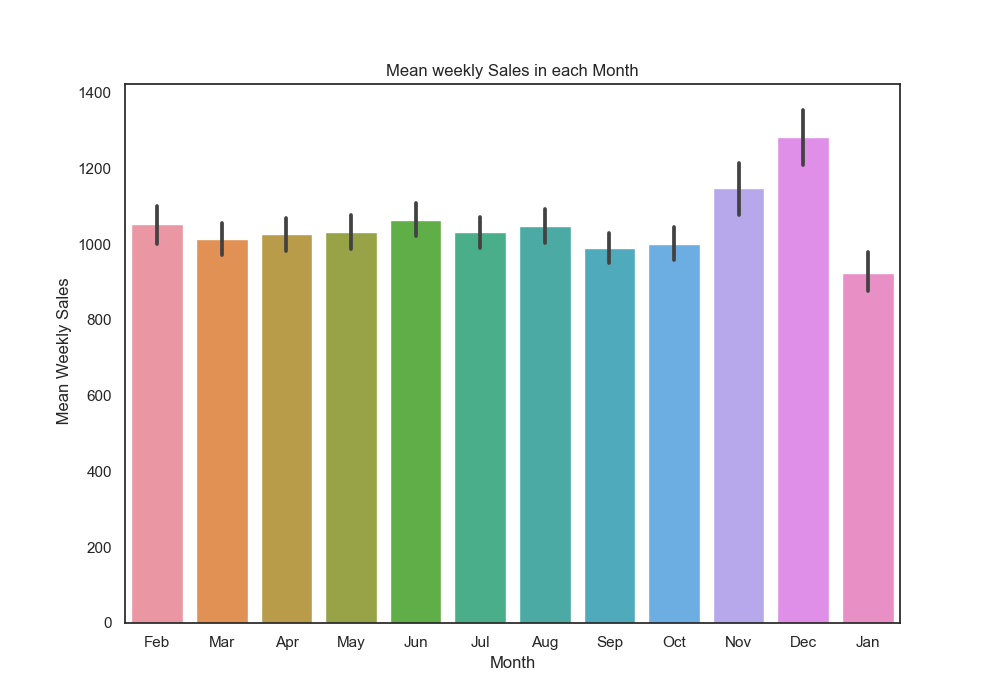 Mean weekly Sales in each Month
1400
1200
1000
800
600
400
200
0
Mean Weekly Sales
Feb Mar Apr May Jun Jul Aug Sep Oct Nov Dec Jan
Month